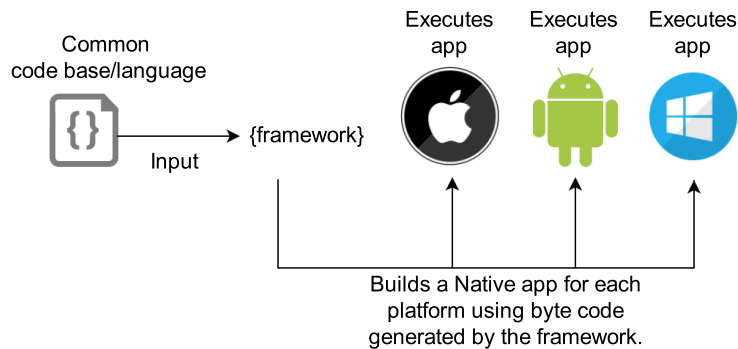 Common
code base/language
{}
Input
{framework}
Executes
app
Executes
app
Executes
app
Builds a Native app for each
platform using byte code
generated by the framework.